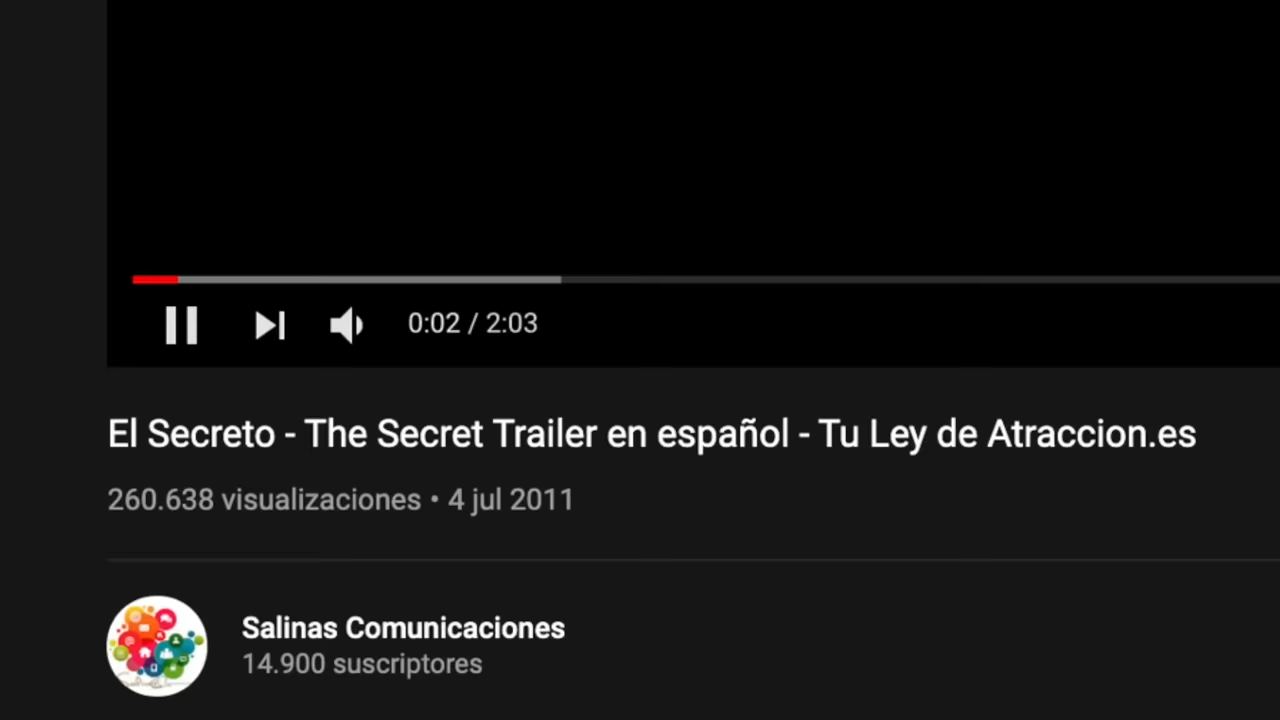 0:02 / 2:03
El Secreto - The Secret Trailer en español - Tu Ley de Atraccion.es
260.638 visualizaciones • 4 jul 2011
Salinas Comunicaciones
14.900 suscriptores